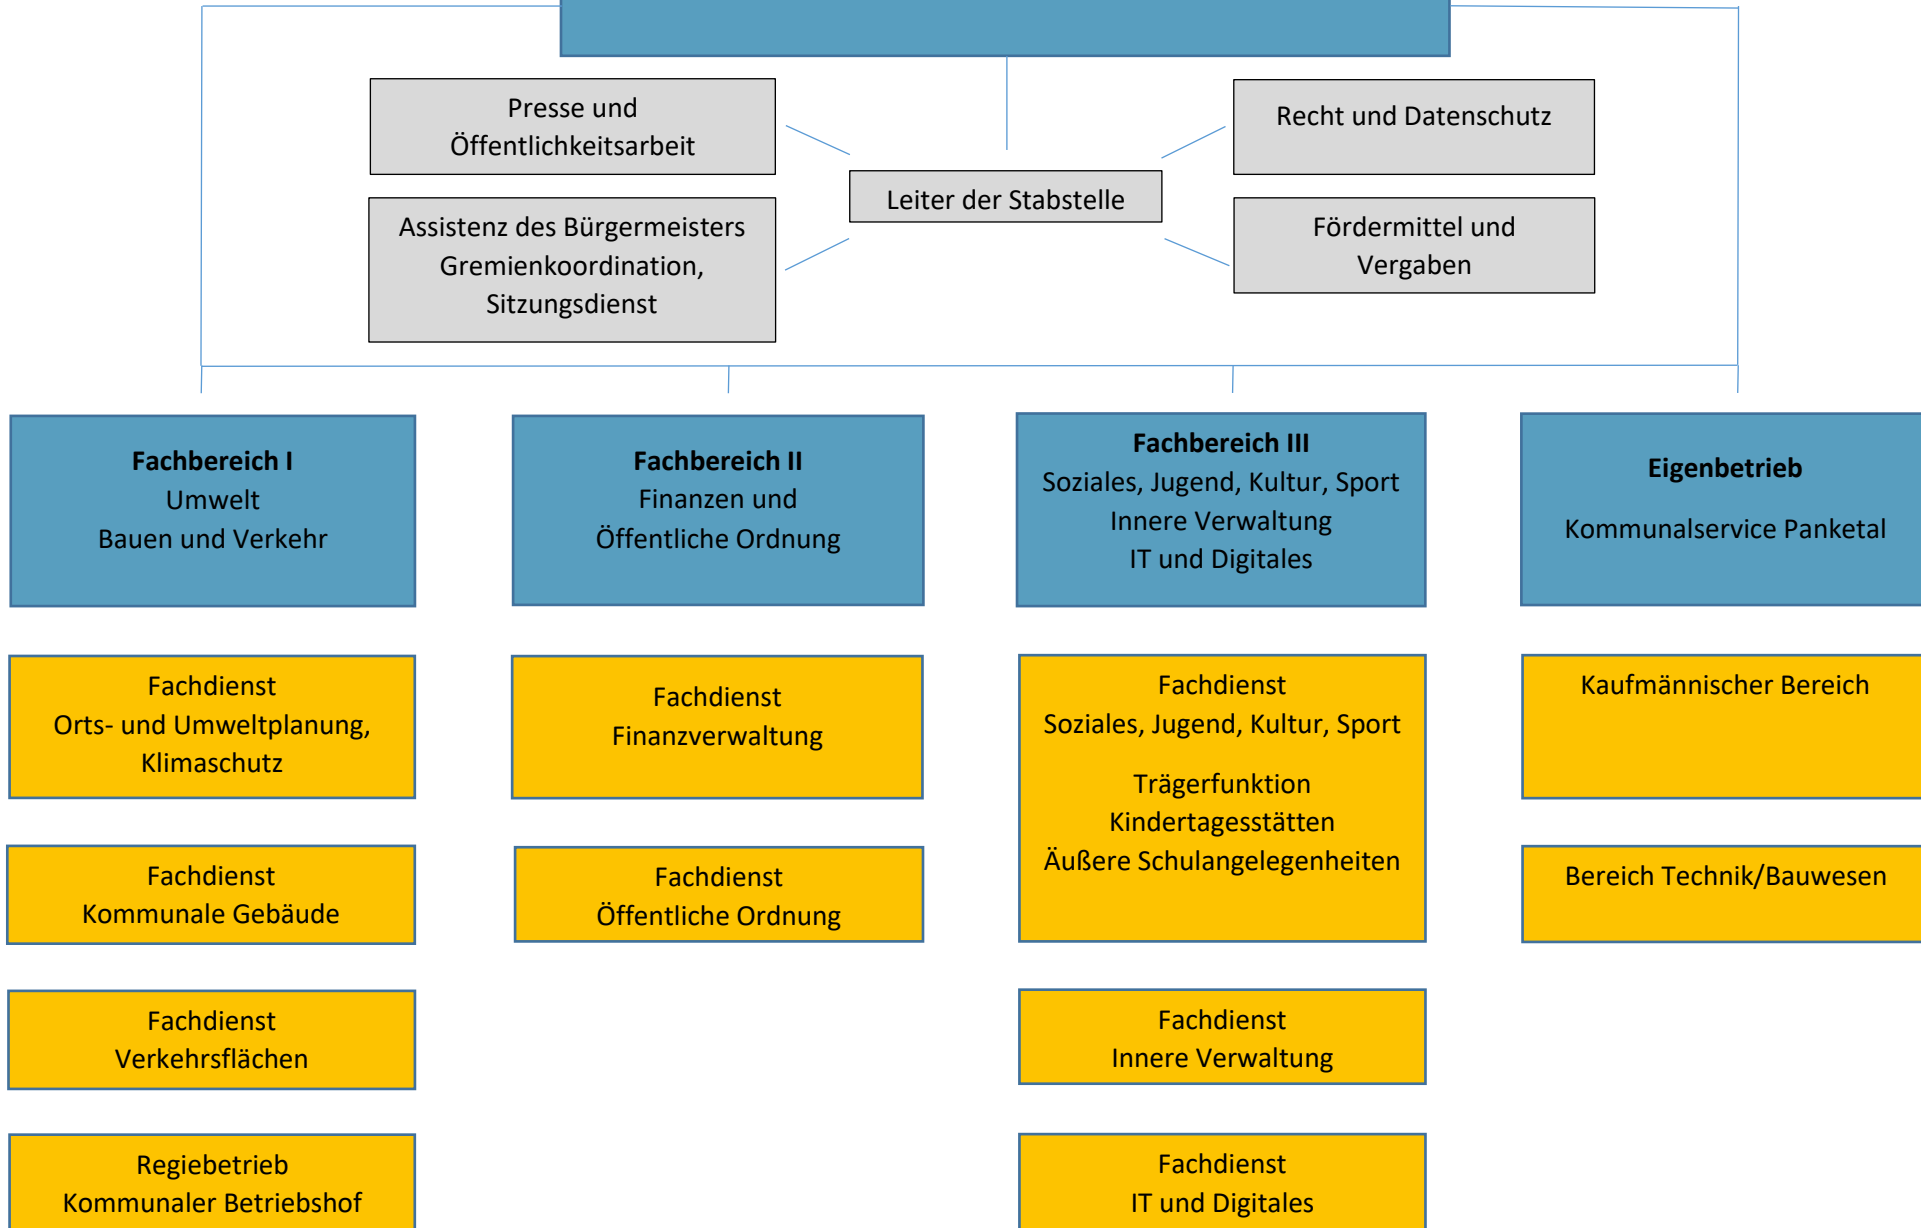 Presse und
Öffentlichkeitsarbeit
Recht und Datenschutz
Leiter der Stabstelle
Assistenz des Bürgermeisters
Gremienkoordination,
Sitzungsdienst
Fördermittel und
Vergaben
Fachbereich I
Umwelt
Bauen und Verkehr
Fachbereich II
Finanzen und
Öffentliche Ordnung
Fachbereich III
Soziales, Jugend, Kultur, Sport
Innere Verwaltung
IT und Digitales
Eigenbetrieb
Kommunalservice Panketal
Fachdienst
Orts- und Umweltplanung,
Klimaschutz
Fachdienst
Kommunale Gebäude
Fachdienst
Verkehrsflächen
Regiebetrieb
Kommunaler Betriebshof
Fachdienst
Finanzverwaltung
Fachdienst
Öffentliche Ordnung
Fachdienst
Soziales, Jugend, Kultur, Sport
Trägerfunktion
Kindertagesstätten
Äußere Schulangelegenheiten
Fachdienst
Innere Verwaltung
Fachdienst
IT und Digitales
Kaufmännischer Bereich
Bereich Technik/Bauwesen